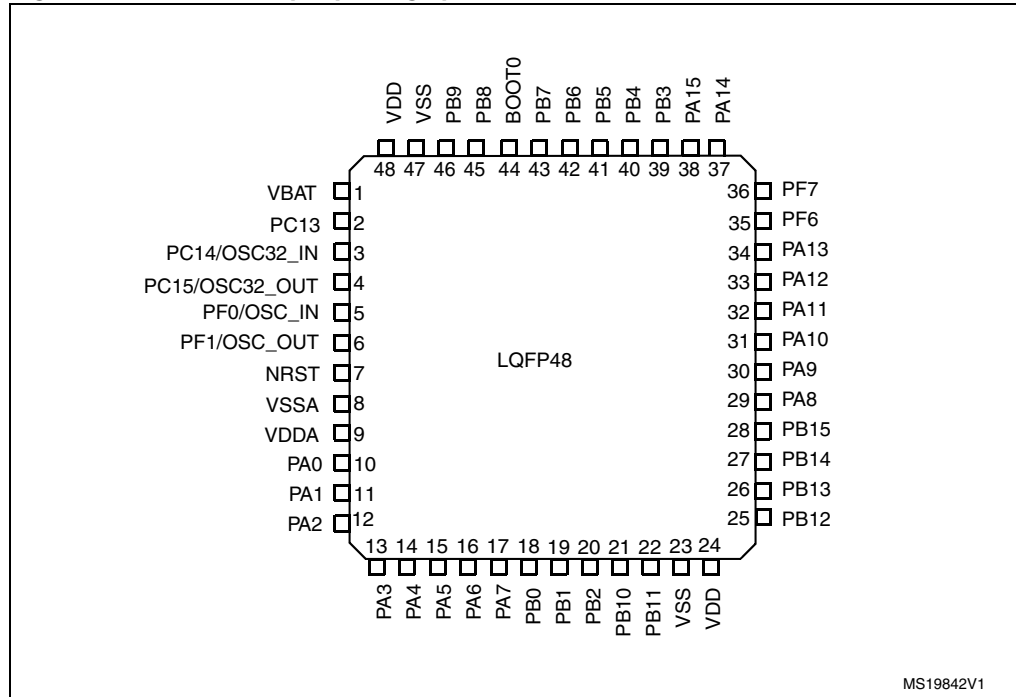 VDD
VSS
PB9
PB8
BOOT0
PB7
PB6
PB5
PB4
PB3
PA15
PA14
48 47 46 45 44 43 42 41 40 39 38 37
VBAT 1
PC13 2
PC14/OSC32_IN 3
PC15/OSC32_OUT 4
PF0/OSC_IN 5
PF1/OSC_OUT 6
NRST 7
VSSA 8
VDDA 9
PA0 10
PA1 11
PA2 12
LQFP48
36 PF7
35 PF6
34 PA13
33 PA12
32 PA11
31 PA10
30 PA9
29 PA8
28 PB15
27 PB14
26 PB13
25 PB12
13 14 15 16 17 18 19 20 21 22 23 24
PA3
PA4
PA5
PA6
PA7
PB0
PB1
PB2
PB10
PB11
VSS
VDD
MS19842V1